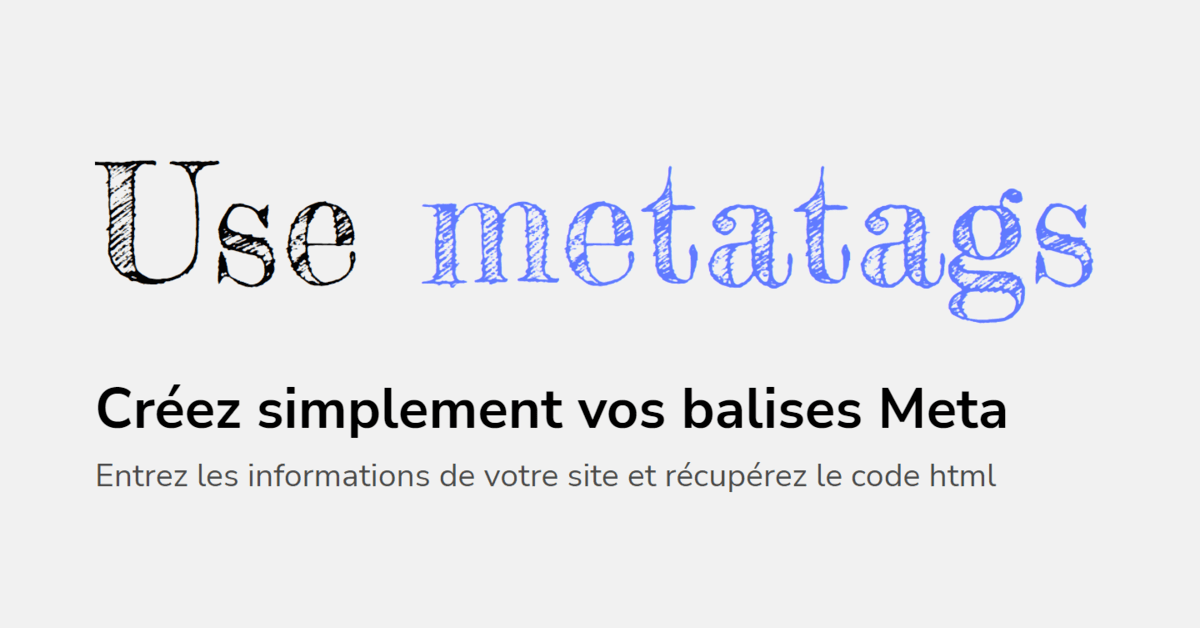 Use metatags
Créez simplement vos balises Meta
Entrez les informations de votre site et récupérez le code html